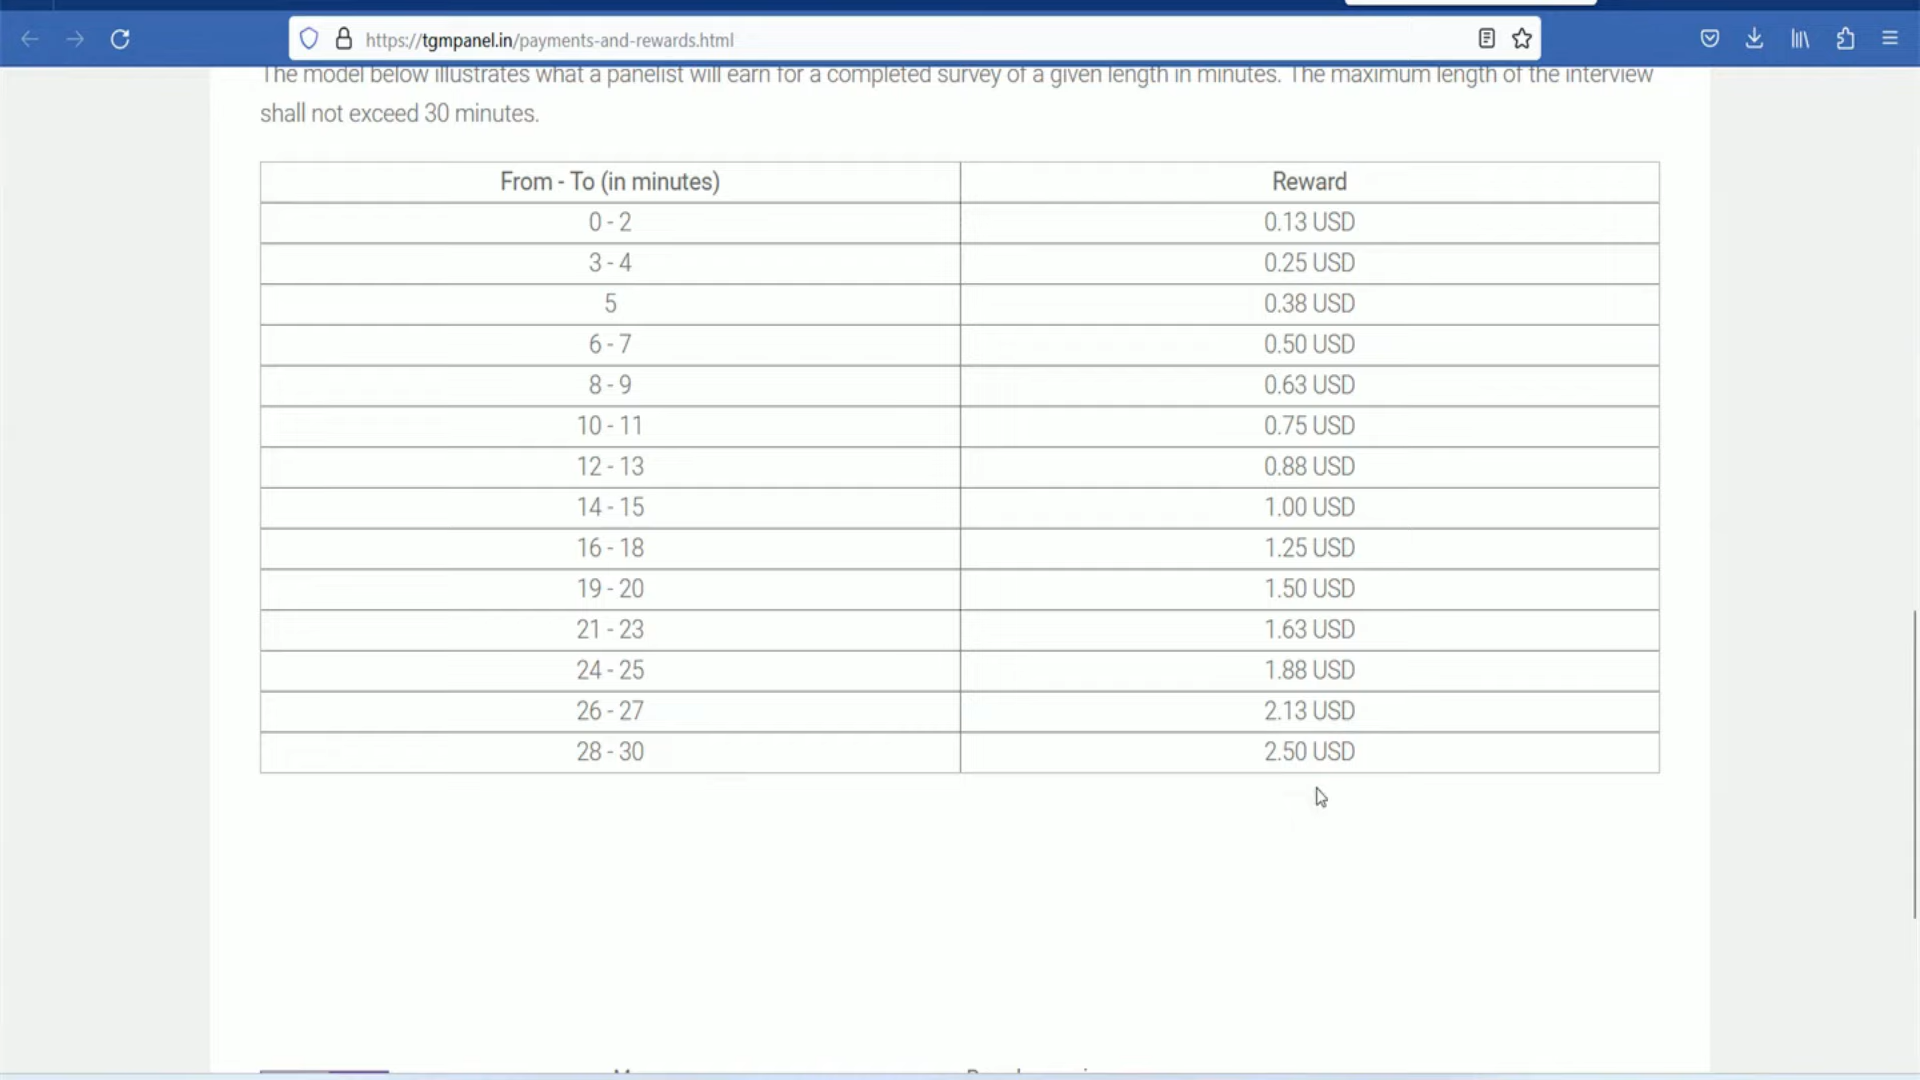 https://tgmpanel.in/payments-and-rewards.html
The model below illustrates what a panelist will earn for a completed survey of a given length in minutes. The maximum length of the interview
shall not exceed 30 minutes.
From - To (in minutes) Reward
0 - 2 0.13 USD
3 - 4 0.25 USD
5 0.38 USD
6 - 7 0.50 USD
8 - 9 0.63 USD
10 - 11 0.75 USD
12 - 13 0.88 USD
14 - 15 1.00 USD
16 - 18 1.25 USD
19 - 20 1.50 USD
21 - 23 1.63 USD
24 - 25 1.88 USD
26 - 27 2.13 USD
28 - 30 2.50 USD